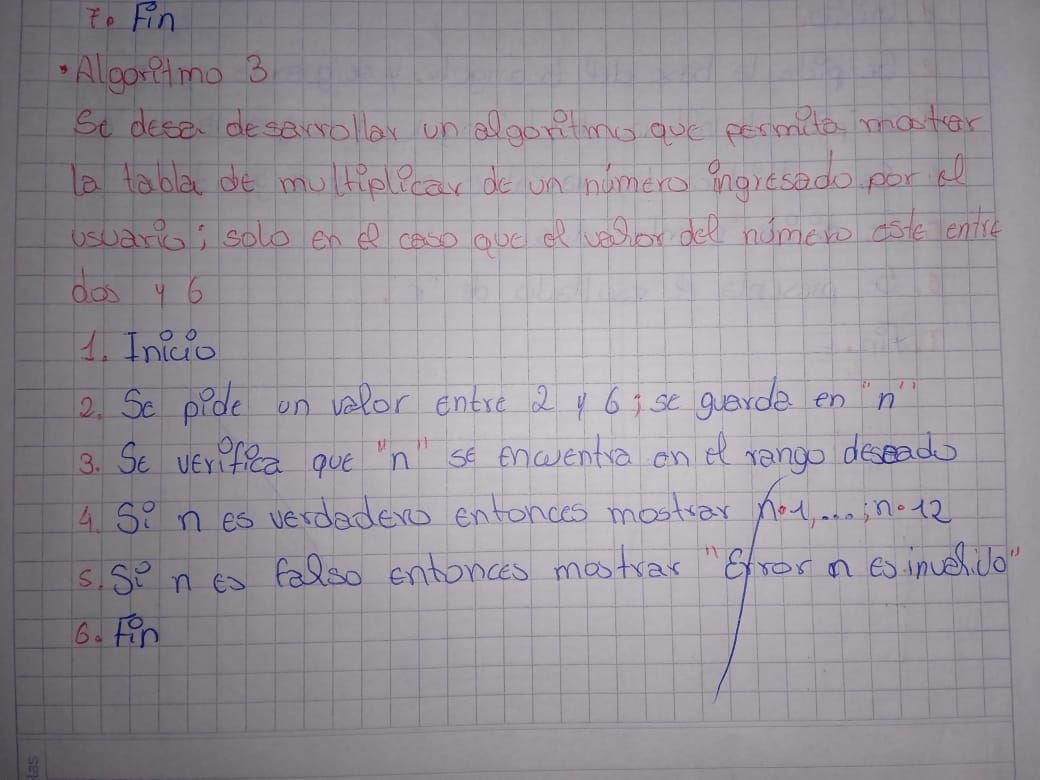 7. Fin
• Algoritmo 3
Se desea desarrollar un algoritmo que permita mostrar
la tabla de multiplicar de un número ingresado por el
usuario; solo en el caso que el valor del número este entre
dos y 6
1. Inicio
2. Se pide un valor entre 2 y 6; se guarda en "n"
3. Se verifica que "n" se encuentra en el rango deseado
4. Si n es verdadero entonces mostrar n•1,...;n•12
5. Si n es falso entonces mostrar "Error n es invalido"
6. Fin
las